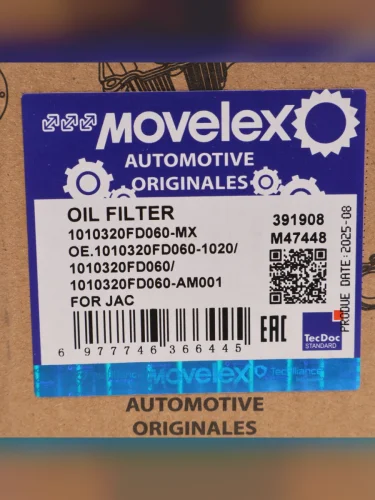 MOVELEX
AUTOMOTIVE
ORIGINALES
OIL FILTER
1010320FD060-MX
OE.1010320FD060-1020/
1010320FD060/
1010320FD060-AM001
FOR JAC
391908
M47448
PRODUE DATE: 2025-08
6 977746 366445
EAC
TecDoc
STANDARD
MOVELEX
TecAlliance
AUTOMOTIVE
ORIGINALES